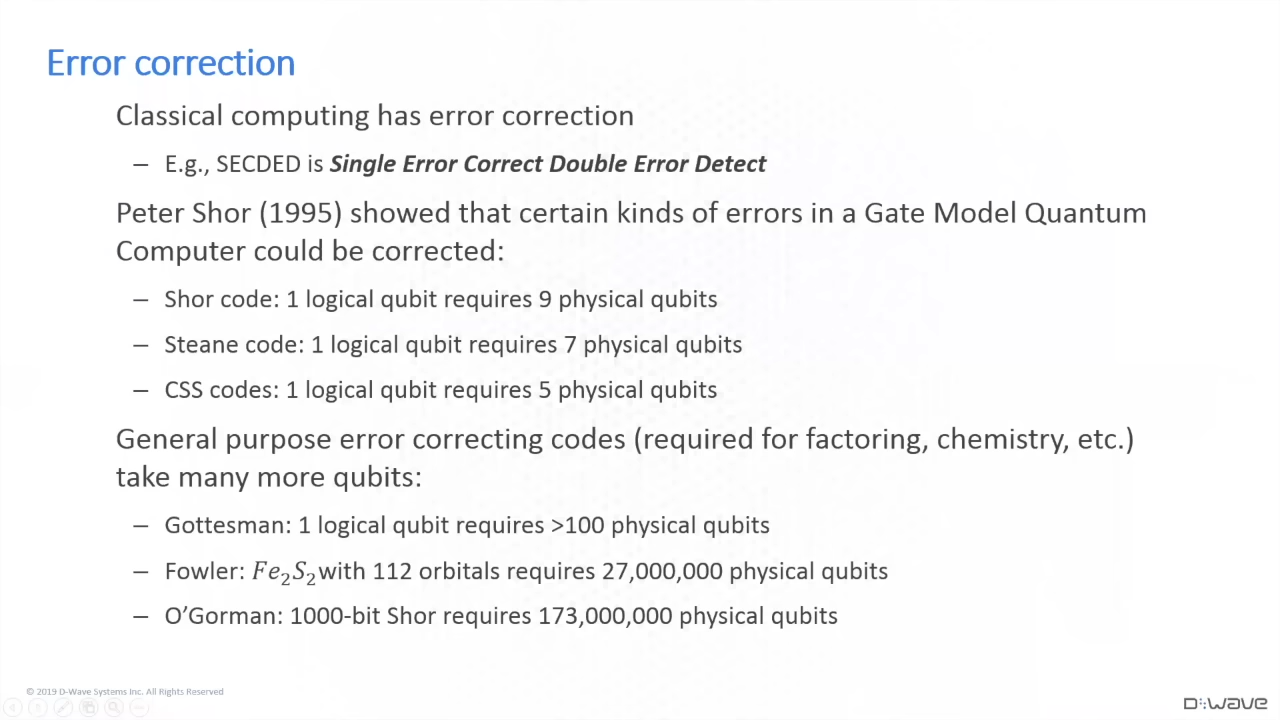 Error correction
Classical computing has error correction
– E.g., SECDED is Single Error Correct Double Error Detect
Peter Shor (1995) showed that certain kinds of errors in a Gate Model Quantum
Computer could be corrected:
– Shor code: 1 logical qubit requires 9 physical qubits
– Steane code: 1 logical qubit requires 7 physical qubits
– CSS codes: 1 logical qubit requires 5 physical qubits
General purpose error correcting codes (required for factoring, chemistry, etc.)
take many more qubits:
– Gottesman: 1 logical qubit requires >100 physical qubits
– Fowler: Fe₂S₂ with 112 orbitals requires 27,000,000 physical qubits
– O’Gorman: 1000-bit Shor requires 173,000,000 physical qubits
© 2019 D-Wave Systems Inc. All Rights Reserved
D:wave